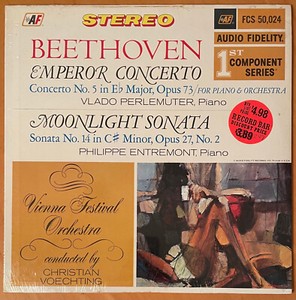 AF
STEREO
AF
FCS 50,024
AUDIO FIDELITY
1ST
COMPONENT
SERIES
BEETHOVEN
EMPEROR CONCERTO
Concerto No. 5 in E♭ Major, Opus 73 / FOR PIANO & ORCHESTRA
VLADO PERLEMUTER, Piano
MOONLIGHT SONATA
Sonata No. 14 in C♯ Minor, Opus 27, No. 2
PHILIPPE ENTREMONT, Piano
$4.98
RECORD BAR
DISCOUNT PRICE
3.89
Vienna Festival
Orchestra
conducted by
CHRISTIAN
VOECHTING